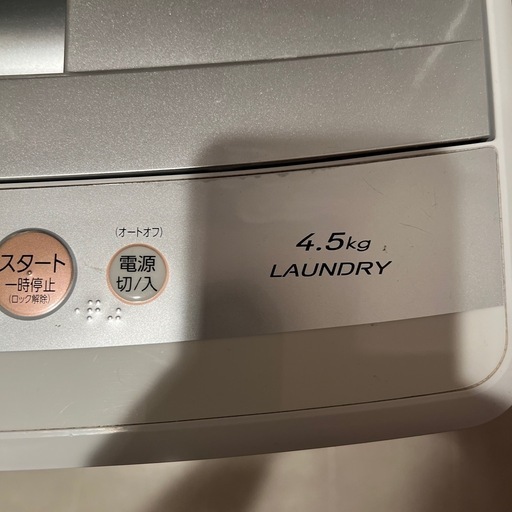 スタート
一時停止
(ロック解除)
(オートオフ)
電源
切/入
4.5kg
LAUNDRY